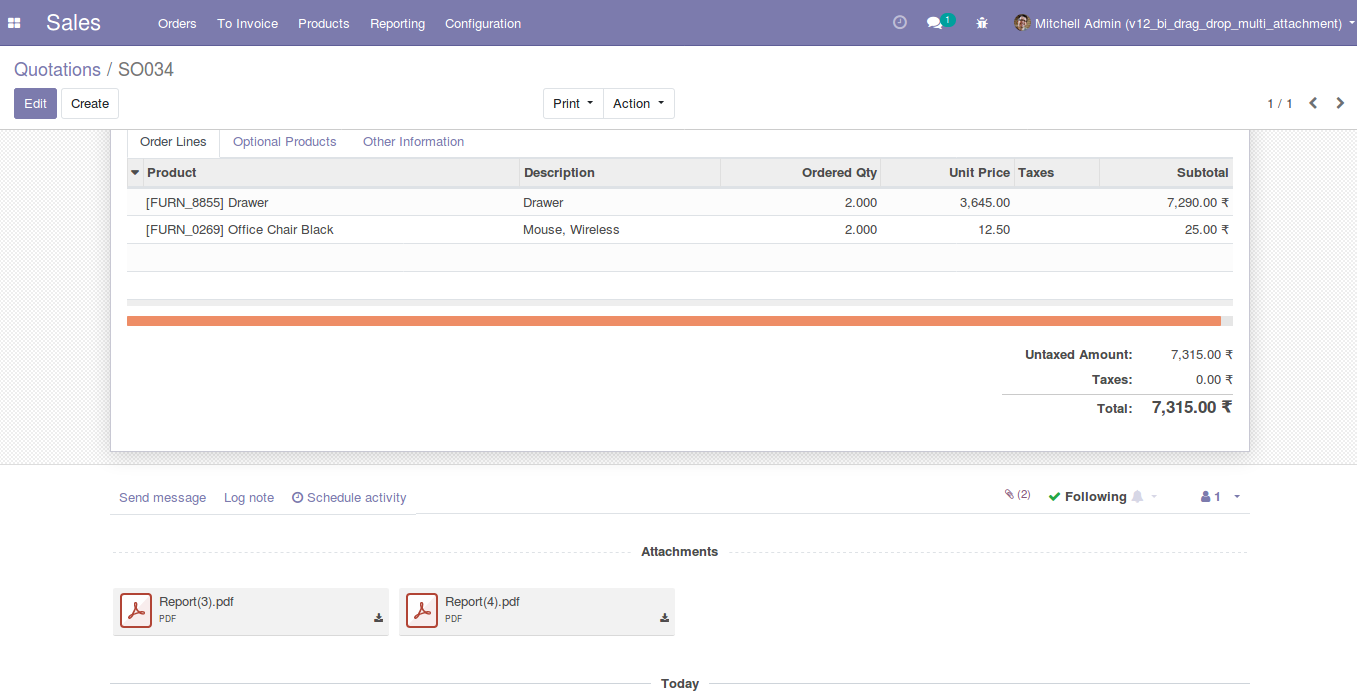 Sales Orders To Invoice Products Reporting Configuration 1 Mitchell Admin (v12_bi_drag_drop_multi_attachment)
Quotations / SO034
Edit Create Print Action 1 / 1
Order Lines Optional Products Other Information
Product Description Ordered Qty Unit Price Taxes Subtotal
[FURN_8855] Drawer Drawer 2.000 3,645.00 7,290.00 ₹
[FURN_0269] Office Chair Black Mouse, Wireless 2.000 12.50 25.00 ₹
Untaxed Amount: 7,315.00 ₹
Taxes: 0.00 ₹
Total: 7,315.00 ₹
Send message Log note Schedule activity (2) Following 1
Attachments
Report(3).pdf Report(4).pdf
PDF PDF
Today